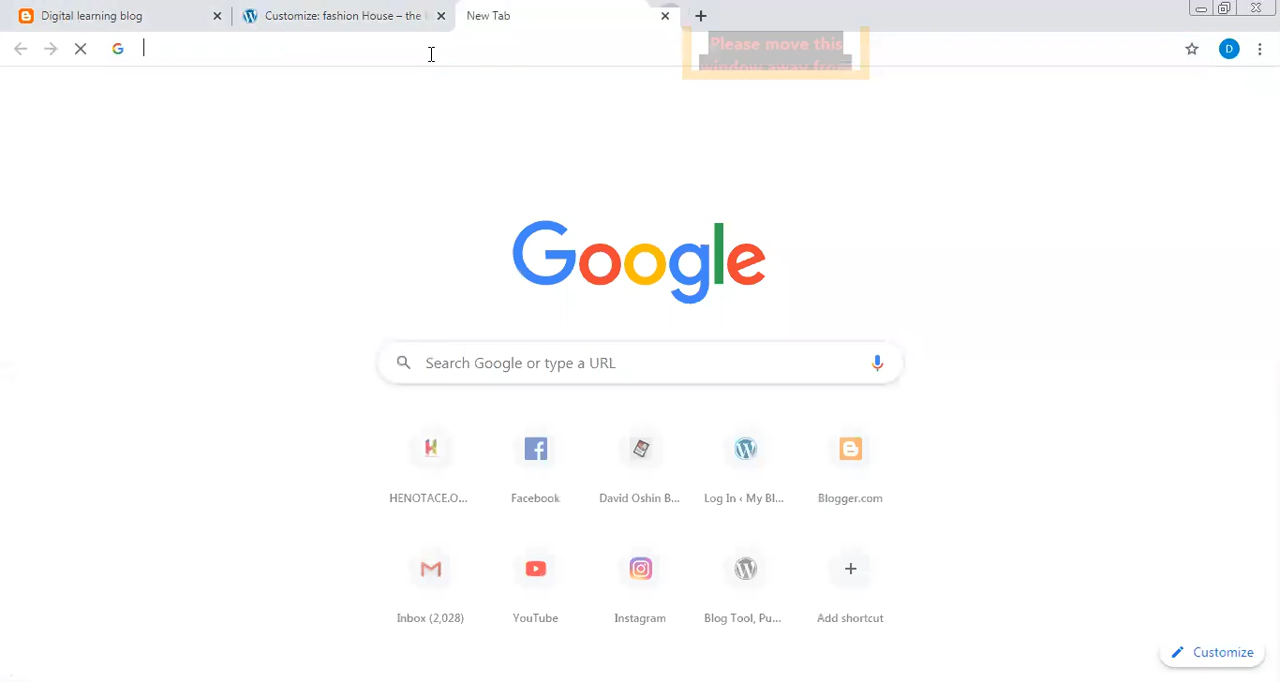 Digital learning blog
Customize: fashion House – the
New Tab
Please move this
window away from
D
Google
Search Google or type a URL
HENOTACE.O...
Facebook
David Oshin B...
Log In ‹ My Bl...
Blogger.com
Inbox (2,028)
YouTube
Instagram
Blog Tool, Pu...
Add shortcut
Customize